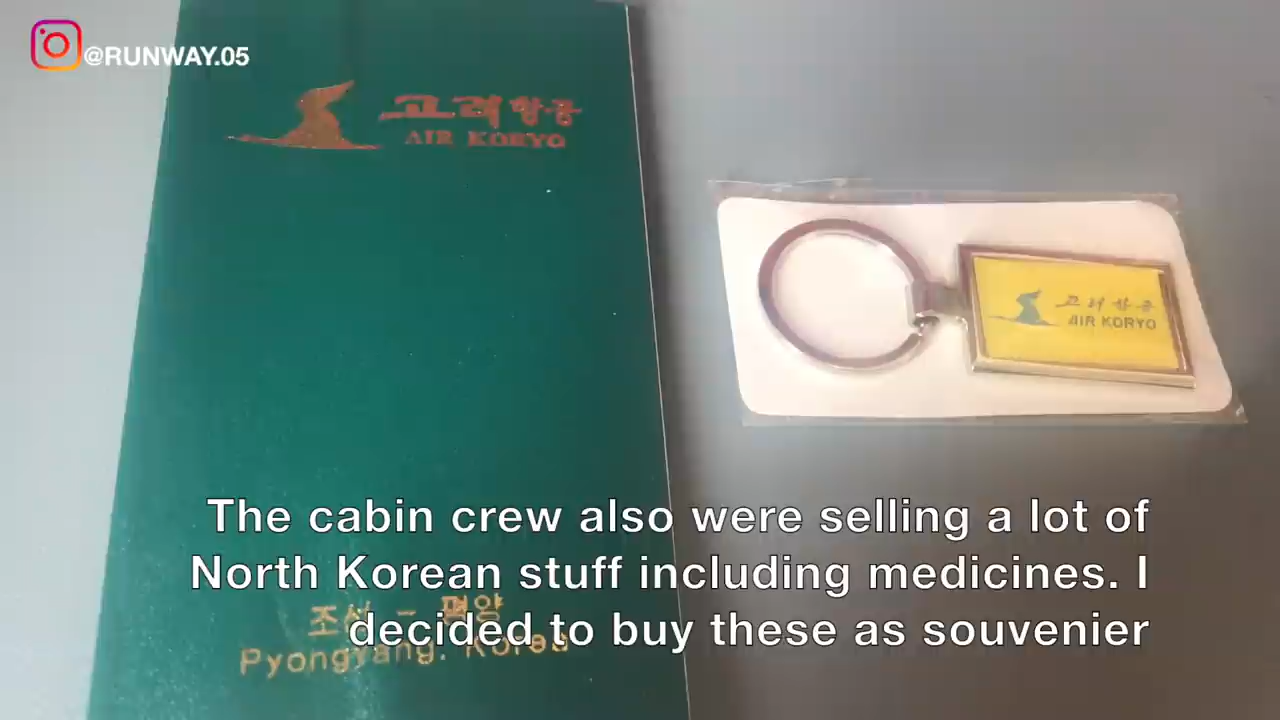 @RUNWAY.05
고려항공
AIR KORYO
고려항공
AIR KORYO
The cabin crew also were selling a lot of
North Korean stuff including medicines. I
decided to buy these as souvenier
조선 - 평양
Pyongyang. Korea